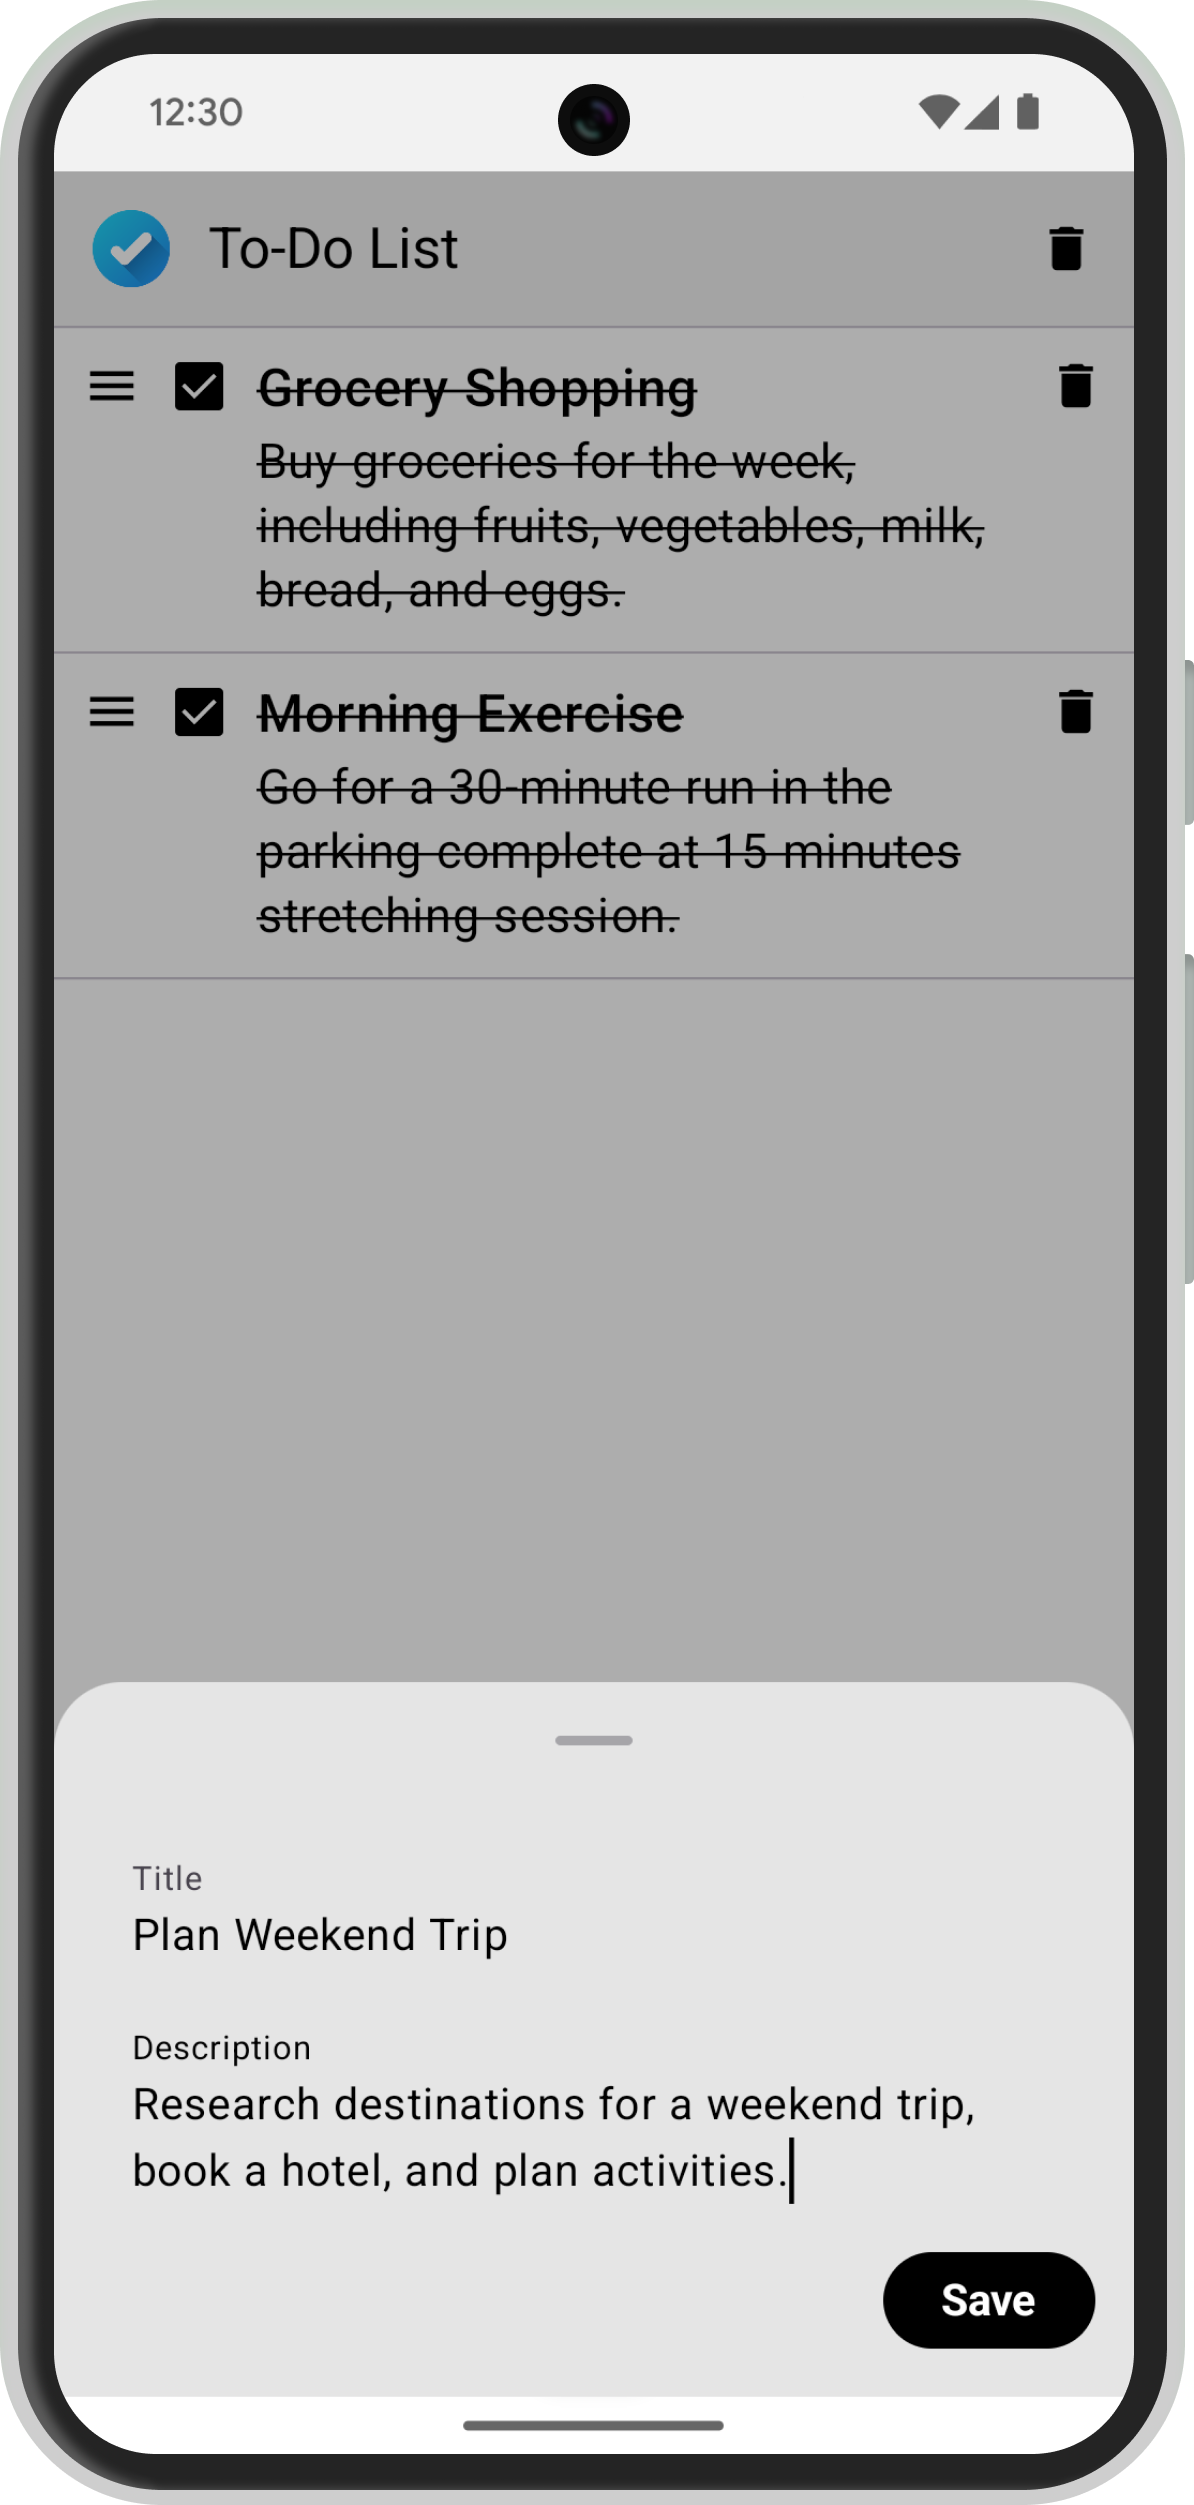 12:30
To-Do List
Grocery Shopping
Buy groceries for the week,
including fruits, vegetables, milk,
bread, and eggs.
Morning Exercise
Go for a 30-minute run in the
parking complete at 15 minutes
stretching session.
Title
Plan Weekend Trip
Description
Research destinations for a weekend trip,
book a hotel, and plan activities.
Save